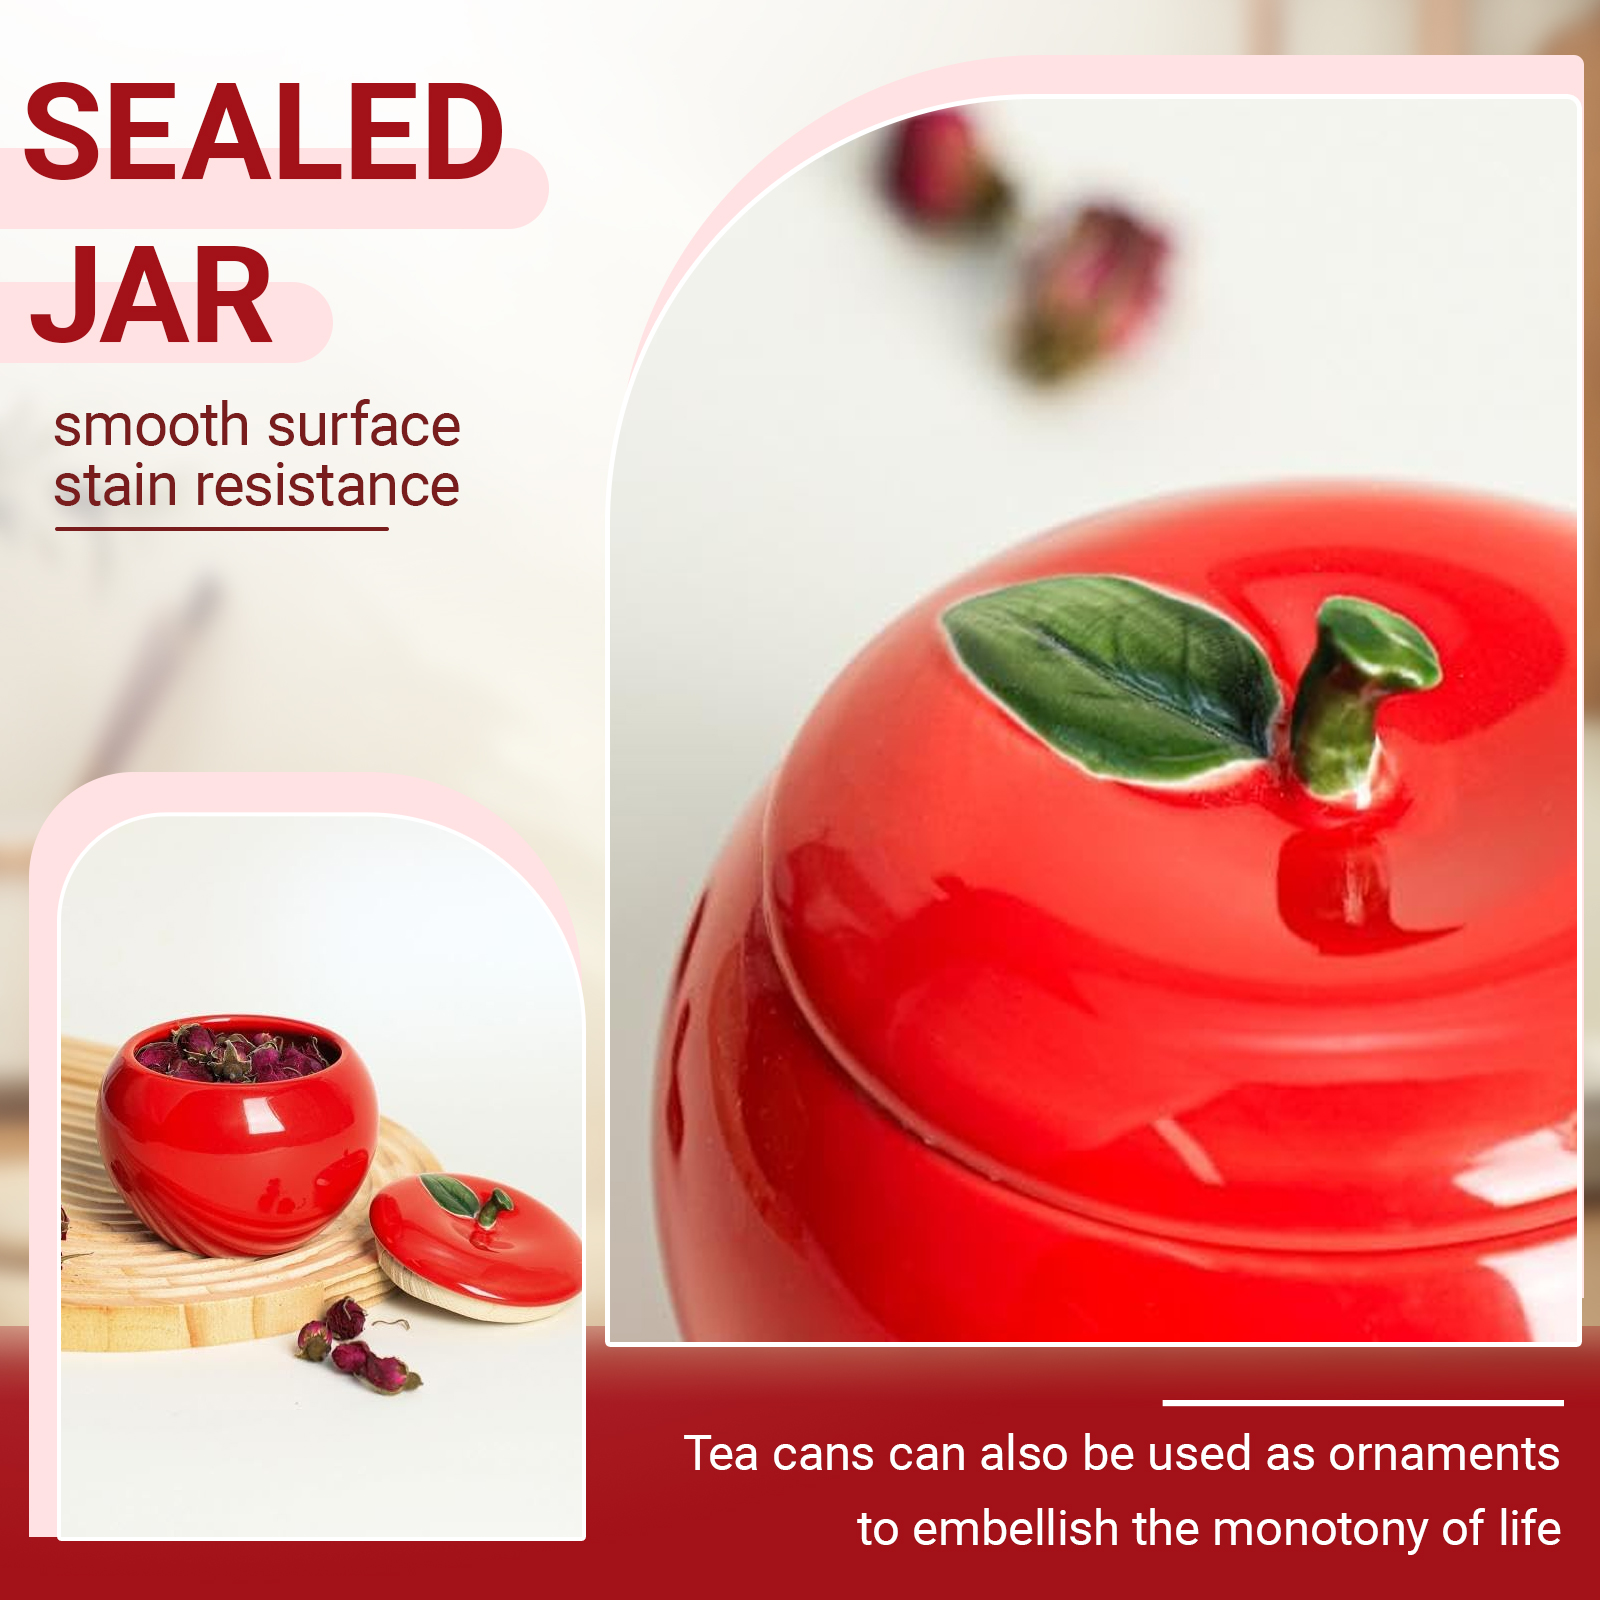 SEALED
JAR
smooth surface
stain resistance
Tea cans can also be used as ornaments
to embellish the monotony of life